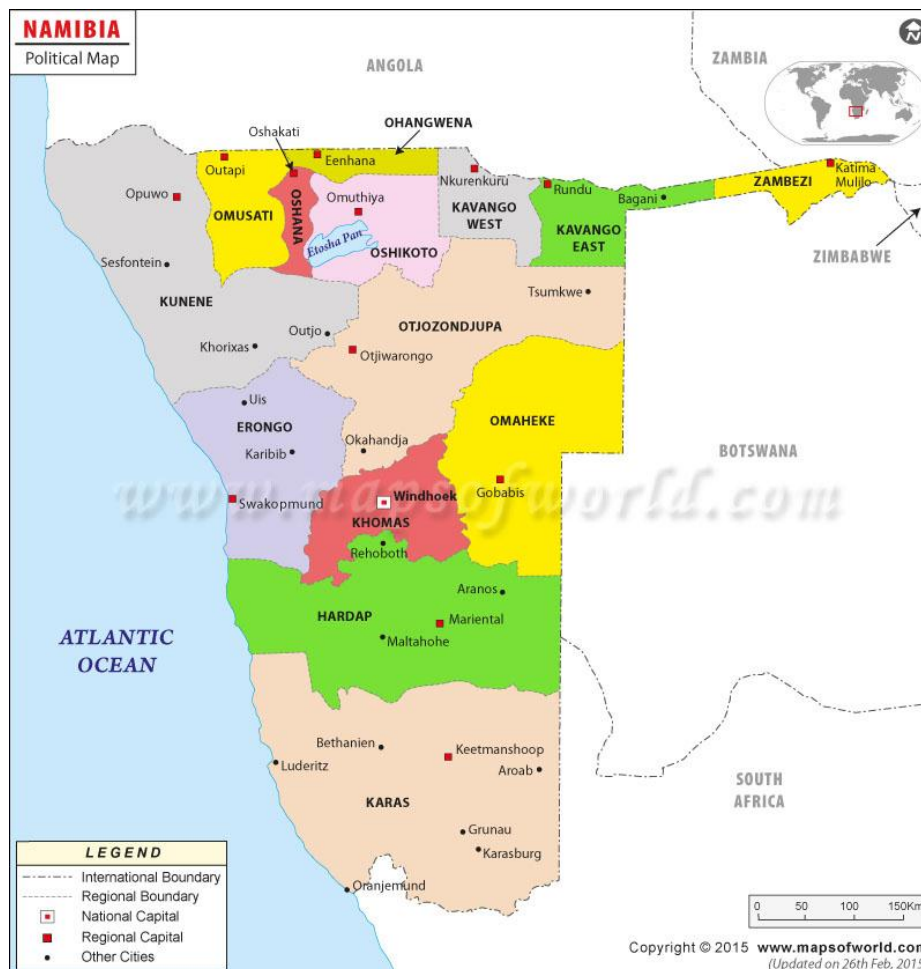 NAMIBIA
Political Map
N
ANGOLA
ZAMBIA
OHANGWENA
Oshakati
Outapi
Eenhana
Nkurenkuru
Rundu
Bagani
ZAMBEZI
Katima
Mulilo
Opuwo
OMUSATI
OSHANA
Omuthiya
Etosha Pan
OSHIKOTO
KAVANGO
WEST
KAVANGO
EAST
ZIMBABWE
Sesfontein
KUNENE
Tsumkwe
OTJOZONDJUPA
Outjo
Khorixas
Otjiwarongo
Uis
ERONGO
Karibib
Okahandja
OMAHEKE
BOTSWANA
www.mapsofworld.com
Swakopmund
Windhoek
KHOMAS
Gobabis
Rehoboth
Aranos
HARDAP
Mariental
Maltahohe
ATLANTIC
OCEAN
Bethanien
Keetmanshoop
Luderitz
Aroab
KARAS
SOUTH
AFRICA
Grunau
Karasburg
Oranjemund
LEGEND
International Boundary
Regional Boundary
National Capital
Regional Capital
Other Cities
0 50 100 150Km
Copyright © 2015 www.mapsofworld.com
(Updated on 26th Feb, 2015